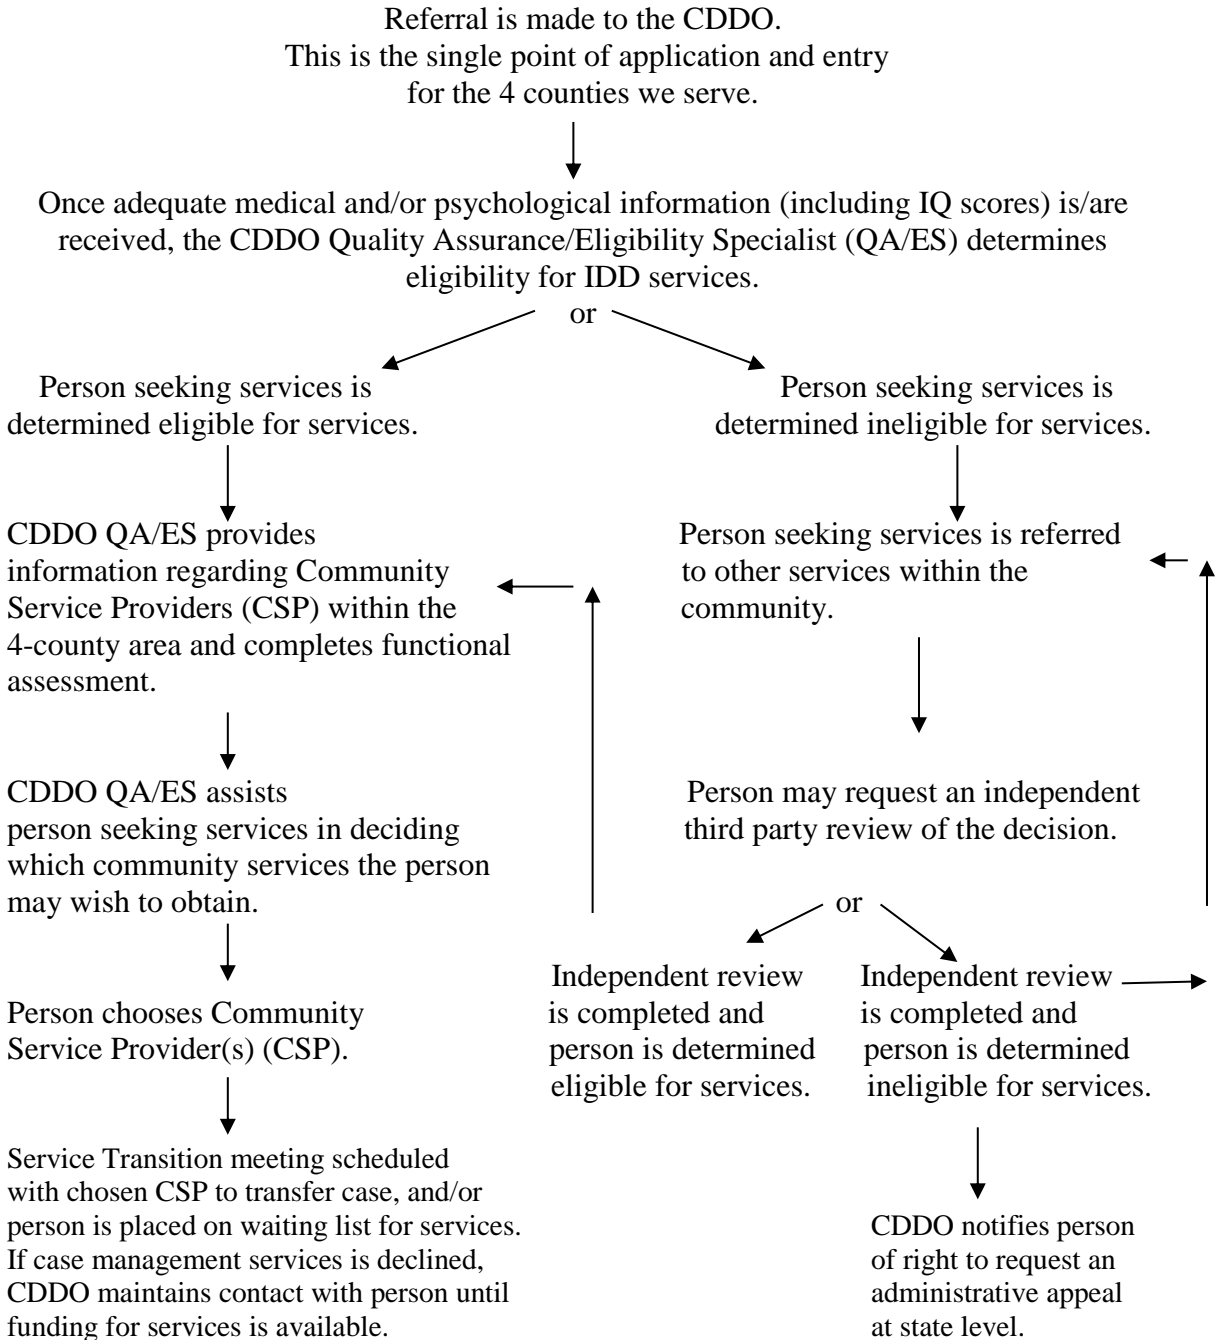 Referral is made to the CDDO.
This is the single point of application and entry
for the 4 counties we serve.
Once adequate medical and/or psychological information (including IQ scores) is/are
received, the CDDO Quality Assurance/Eligibility Specialist (QA/ES) determines
eligibility for IDD services.
or
Person seeking services is
determined eligible for services.
Person seeking services is
determined ineligible for services.
CDDO QA/ES provides
information regarding Community
Service Providers (CSP) within the
4-county area and completes functional
assessment.
Person seeking services is referred
to other services within the
community.
CDDO QA/ES assists
person seeking services in deciding
which community services the person
may wish to obtain.
Person may request an independent
third party review of the decision.
or
Person chooses Community
Service Provider(s) (CSP).
Independent review
is completed and
person is determined
eligible for services.
Independent review
is completed and
person is determined
ineligible for services.
Service Transition meeting scheduled
with chosen CSP to transfer case, and/or
person is placed on waiting list for services.
If case management services is declined,
CDDO maintains contact with person until
funding for services is available.
CDDO notifies person
of right to request an
administrative appeal
at state level.